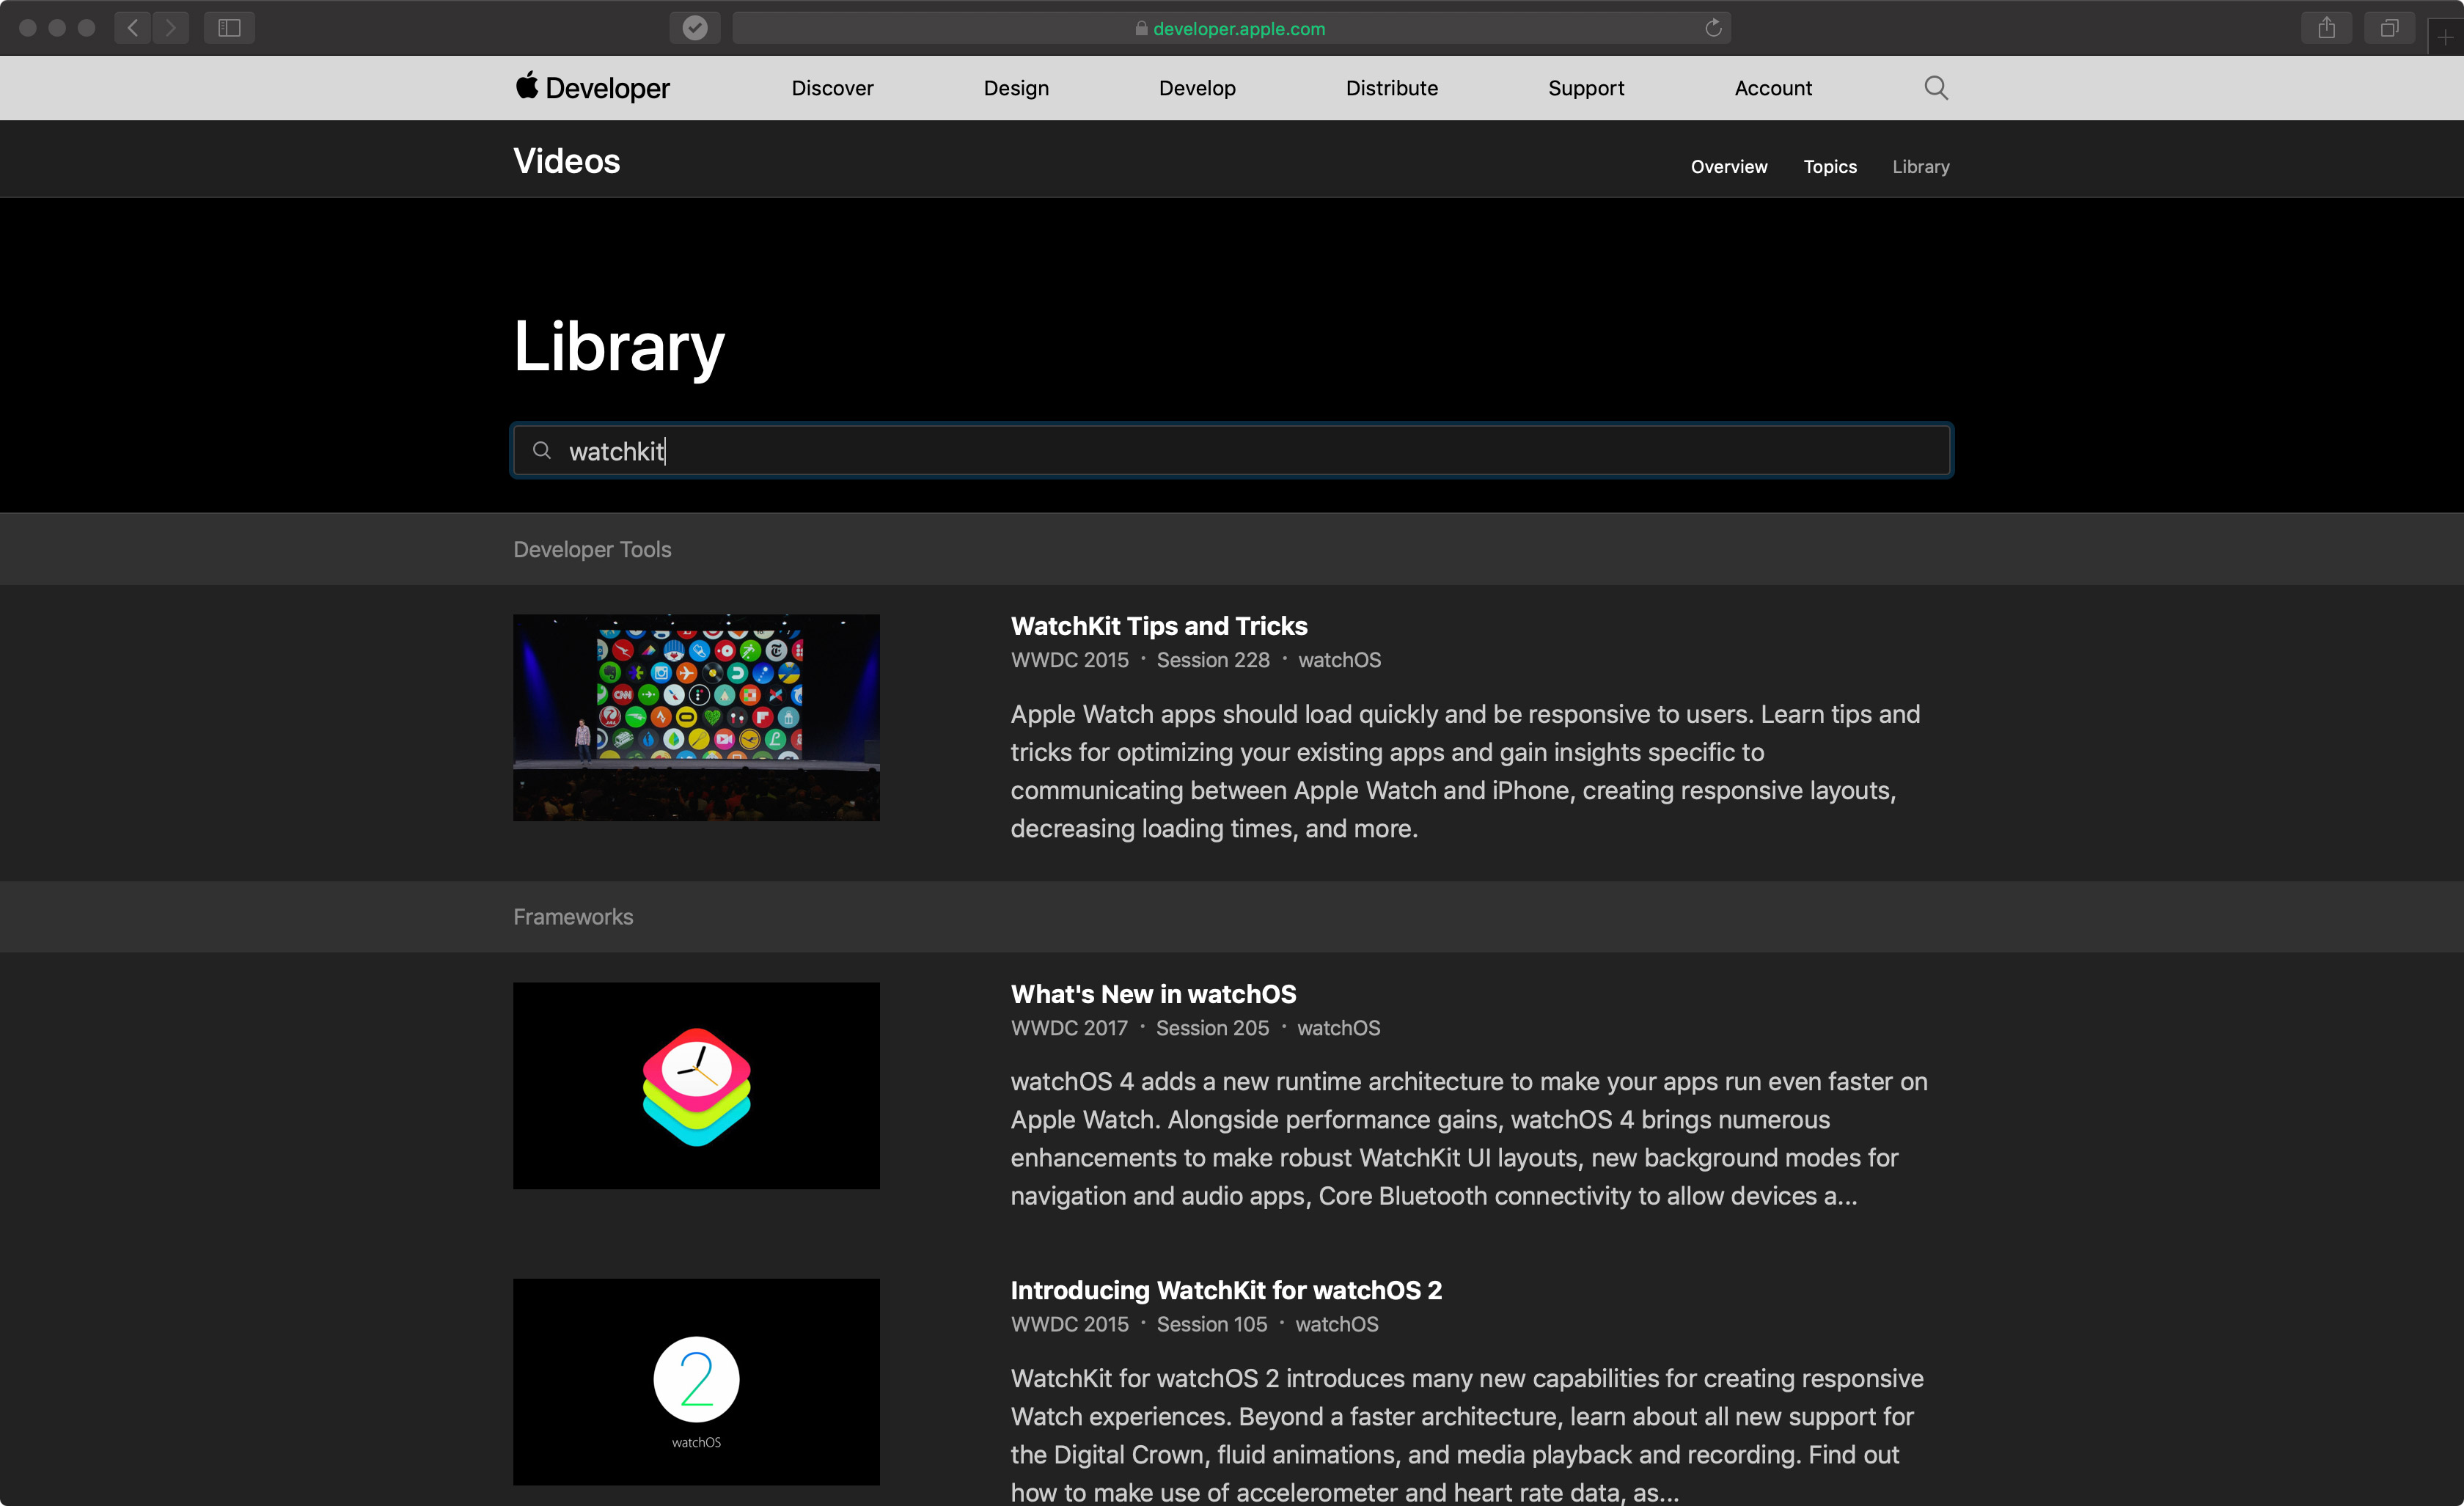 developer.apple.com
Developer Discover Design Develop Distribute Support Account
Videos
Overview Topics Library
Library
watchkit
Developer Tools
WatchKit Tips and Tricks
WWDC 2015 · Session 228 · watchOS
Apple Watch apps should load quickly and be responsive to users. Learn tips and
tricks for optimizing your existing apps and gain insights specific to
communicating between Apple Watch and iPhone, creating responsive layouts,
decreasing loading times, and more.
Frameworks
What's New in watchOS
WWDC 2017 · Session 205 · watchOS
watchOS 4 adds a new runtime architecture to make your apps run even faster on
Apple Watch. Alongside performance gains, watchOS 4 brings numerous
enhancements to make robust WatchKit UI layouts, new background modes for
navigation and audio apps, Core Bluetooth connectivity to allow devices a...
2
watchOS
Introducing WatchKit for watchOS 2
WWDC 2015 · Session 105 · watchOS
WatchKit for watchOS 2 introduces many new capabilities for creating responsive
Watch experiences. Beyond a faster architecture, learn about all new support for
the Digital Crown, fluid animations, and media playback and recording. Find out
how to make use of accelerometer and heart rate data, as...